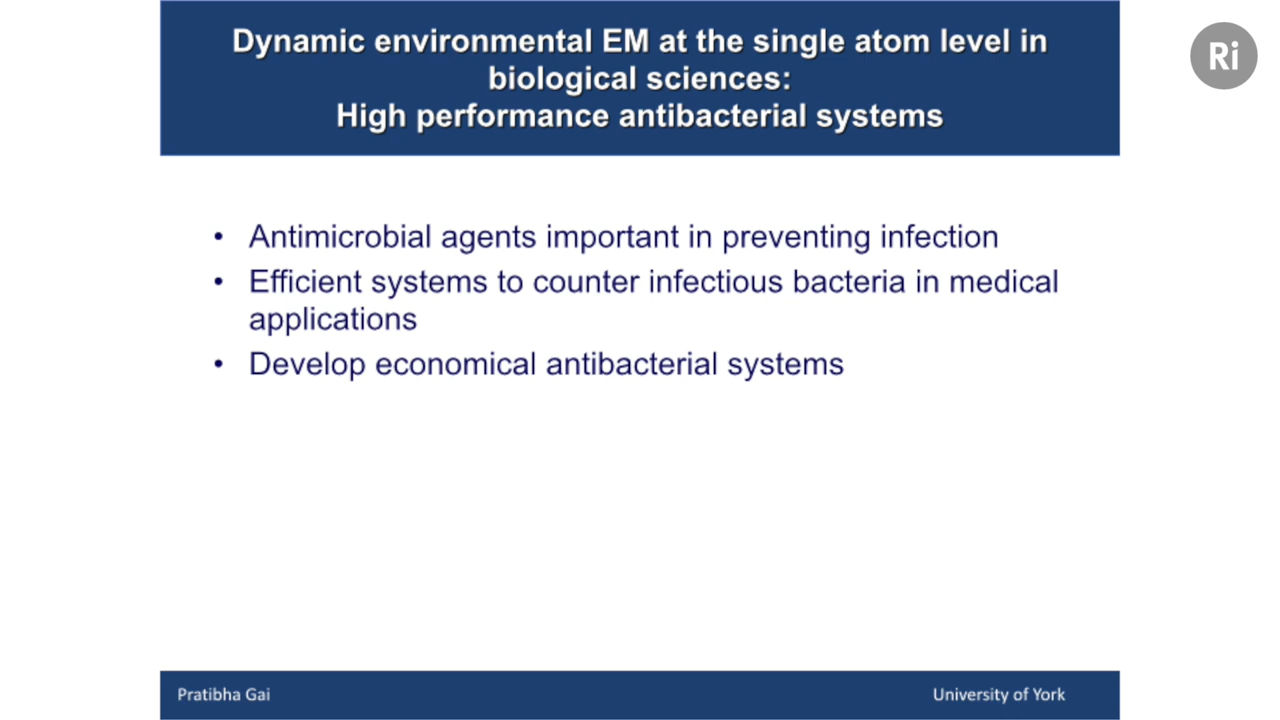 Dynamic environmental EM at the single atom level in
biological sciences:
High performance antibacterial systems
Ri
• Antimicrobial agents important in preventing infection
• Efficient systems to counter infectious bacteria in medical
applications
• Develop economical antibacterial systems
Pratibha Gai
University of York